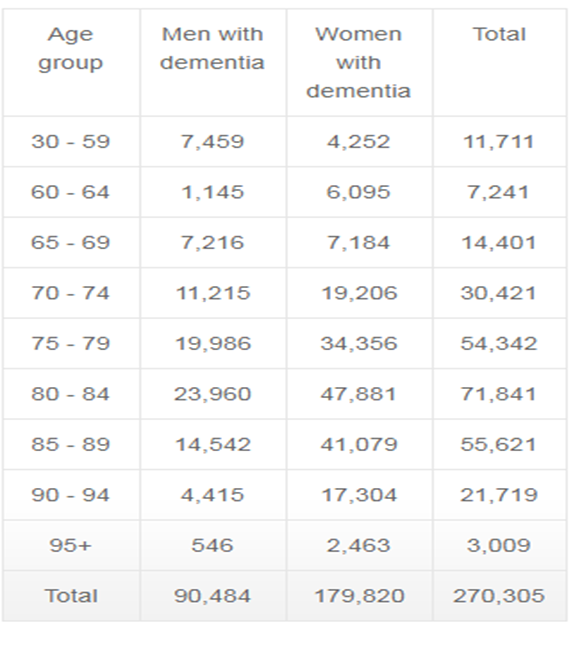 Age group Men with dementia Women with dementia Total
30 - 59 7,459 4,252 11,711
60 - 64 1,145 6,095 7,241
65 - 69 7,216 7,184 14,401
70 - 74 11,215 19,206 30,421
75 - 79 19,986 34,356 54,342
80 - 84 23,960 47,881 71,841
85 - 89 14,542 41,079 55,621
90 - 94 4,415 17,304 21,719
95+ 546 2,463 3,009
Total 90,484 179,820 270,305